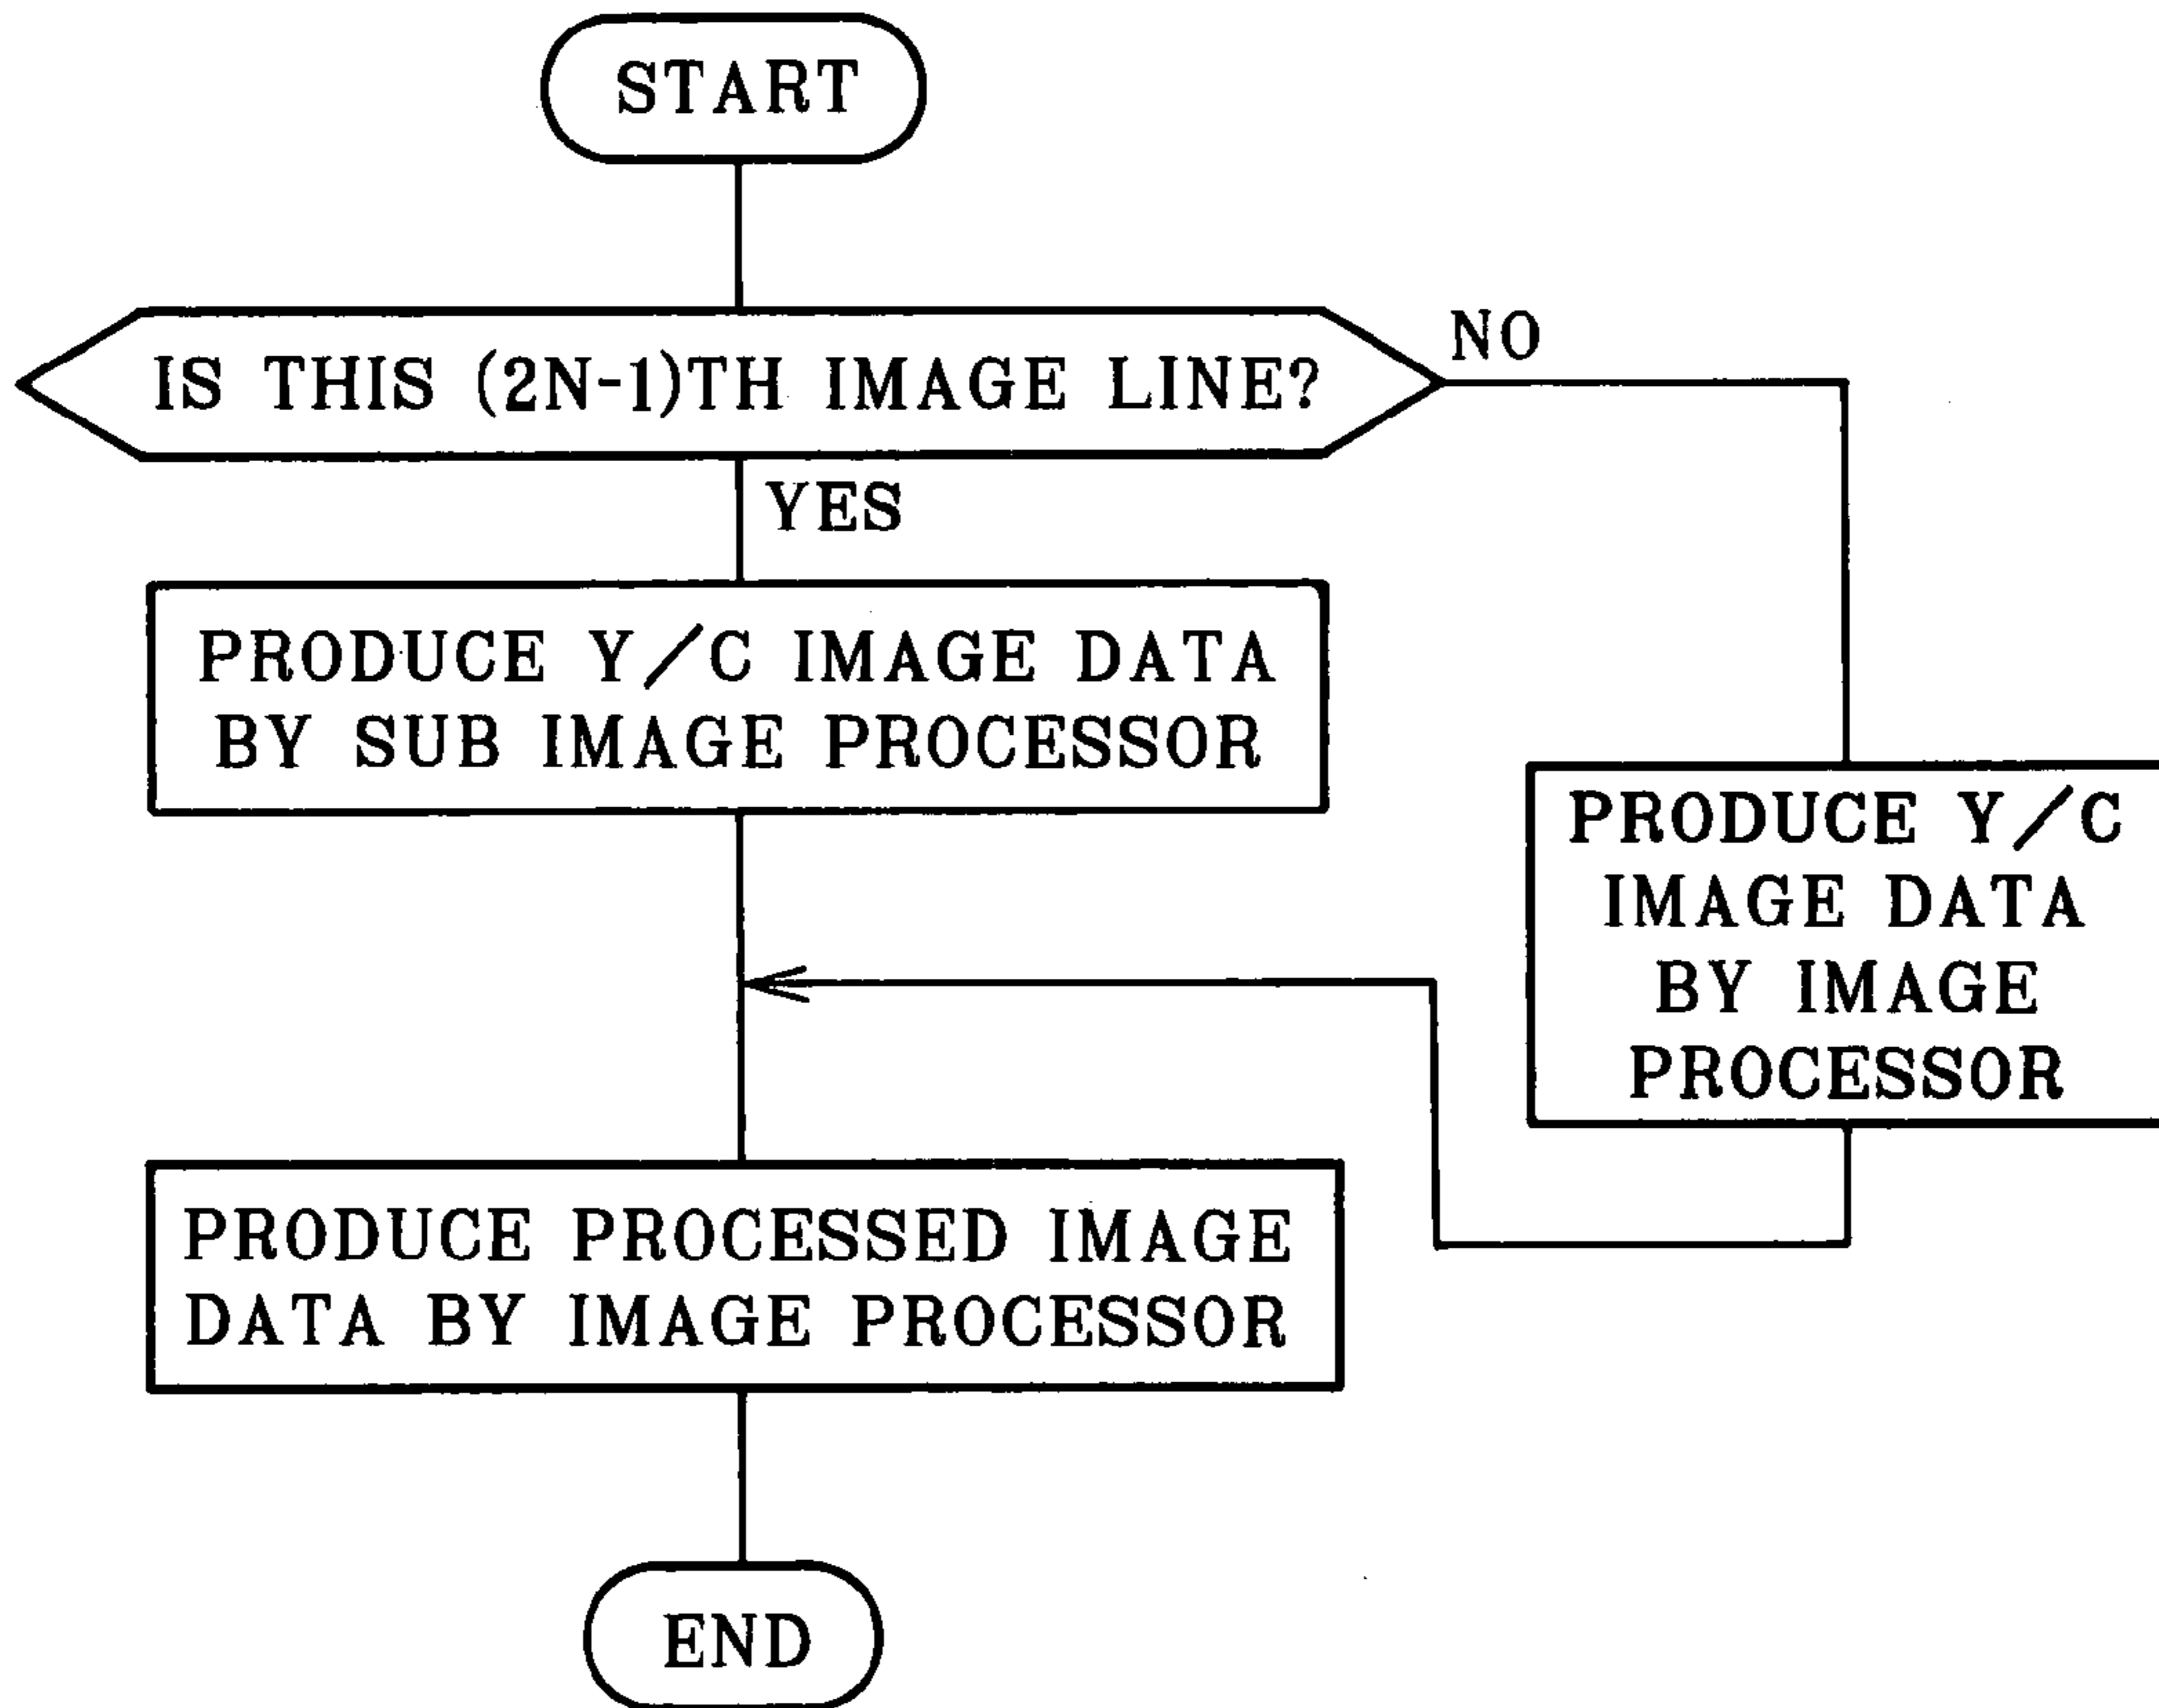 START
IS THIS (2N-1)TH IMAGE LINE?
NO
YES
PRODUCE Y/C IMAGE DATA
BY SUB IMAGE PROCESSOR
PRODUCE Y/C
IMAGE DATA
BY IMAGE
PROCESSOR
PRODUCE PROCESSED IMAGE
DATA BY IMAGE PROCESSOR
END